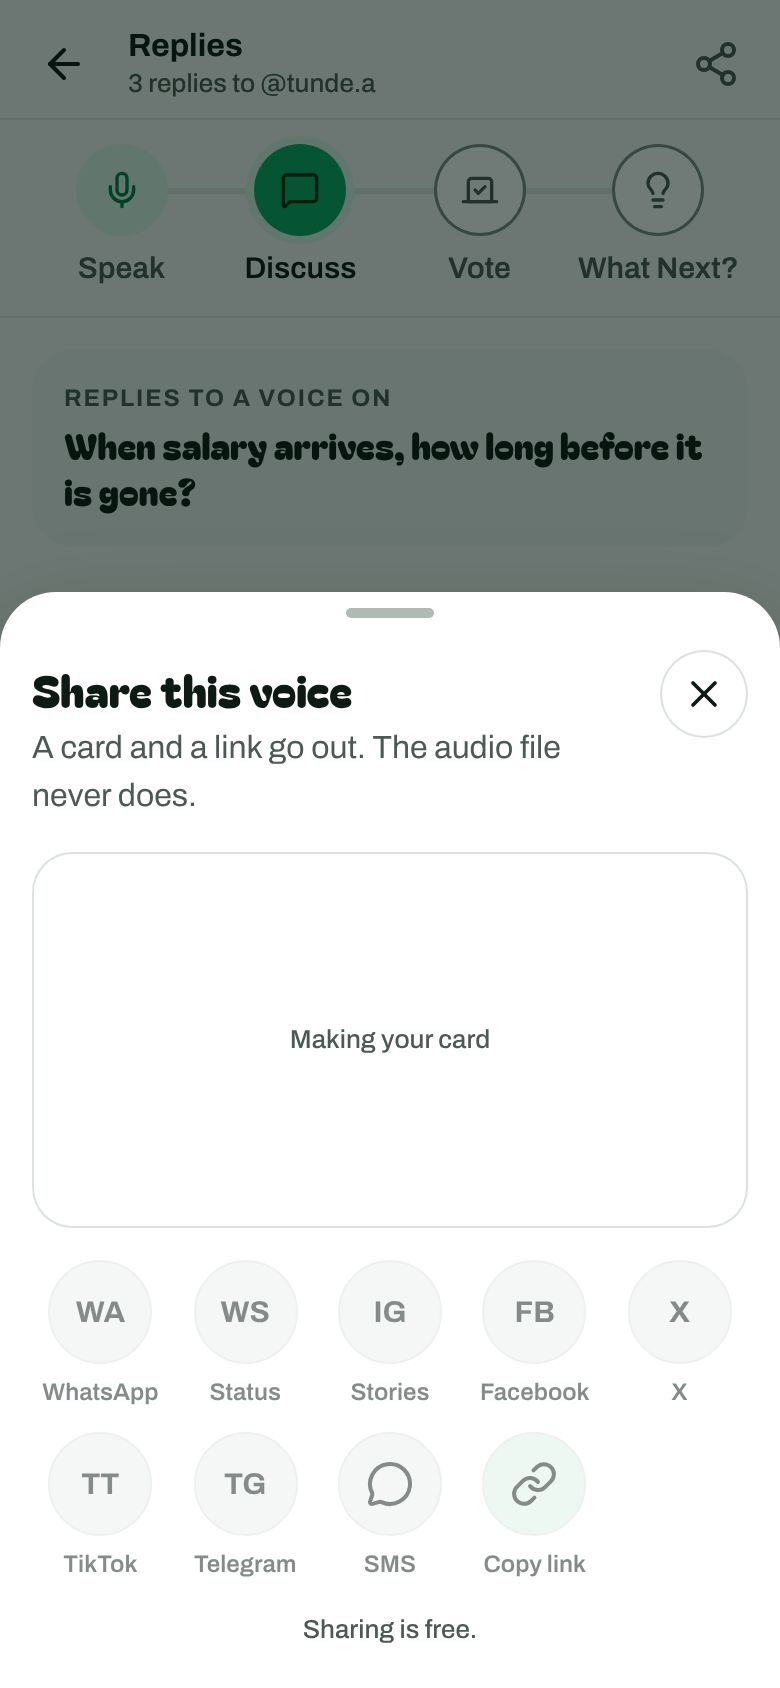 Replies
3 replies to @tunde.a
Speak
Discuss
Vote
What Next?
REPLIES TO A VOICE ON
When salary arrives, how long before it
is gone?
Share this voice
A card and a link go out. The audio file
never does.
Making your card
WA
WS
IG
FB
X
WhatsApp
Status
Stories
Facebook
X
TT
TG
TikTok
Telegram
SMS
Copy link
Sharing is free.